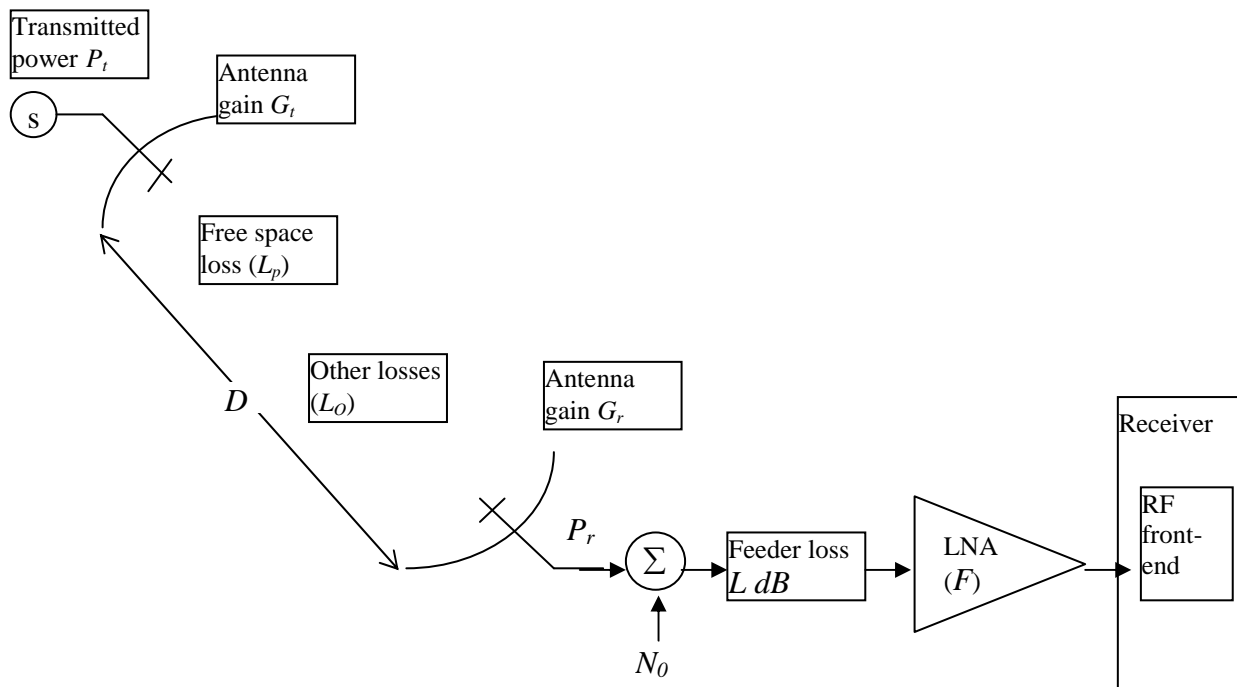 Transmitted
power P_t
Antenna
gain G_t
s
Free space
loss (L_p)
Other losses
(L_O)
D
Antenna
gain G_r
Receiver
P_r
Σ
Feeder loss
L dB
LNA
(F)
RF
front-
end
N_0